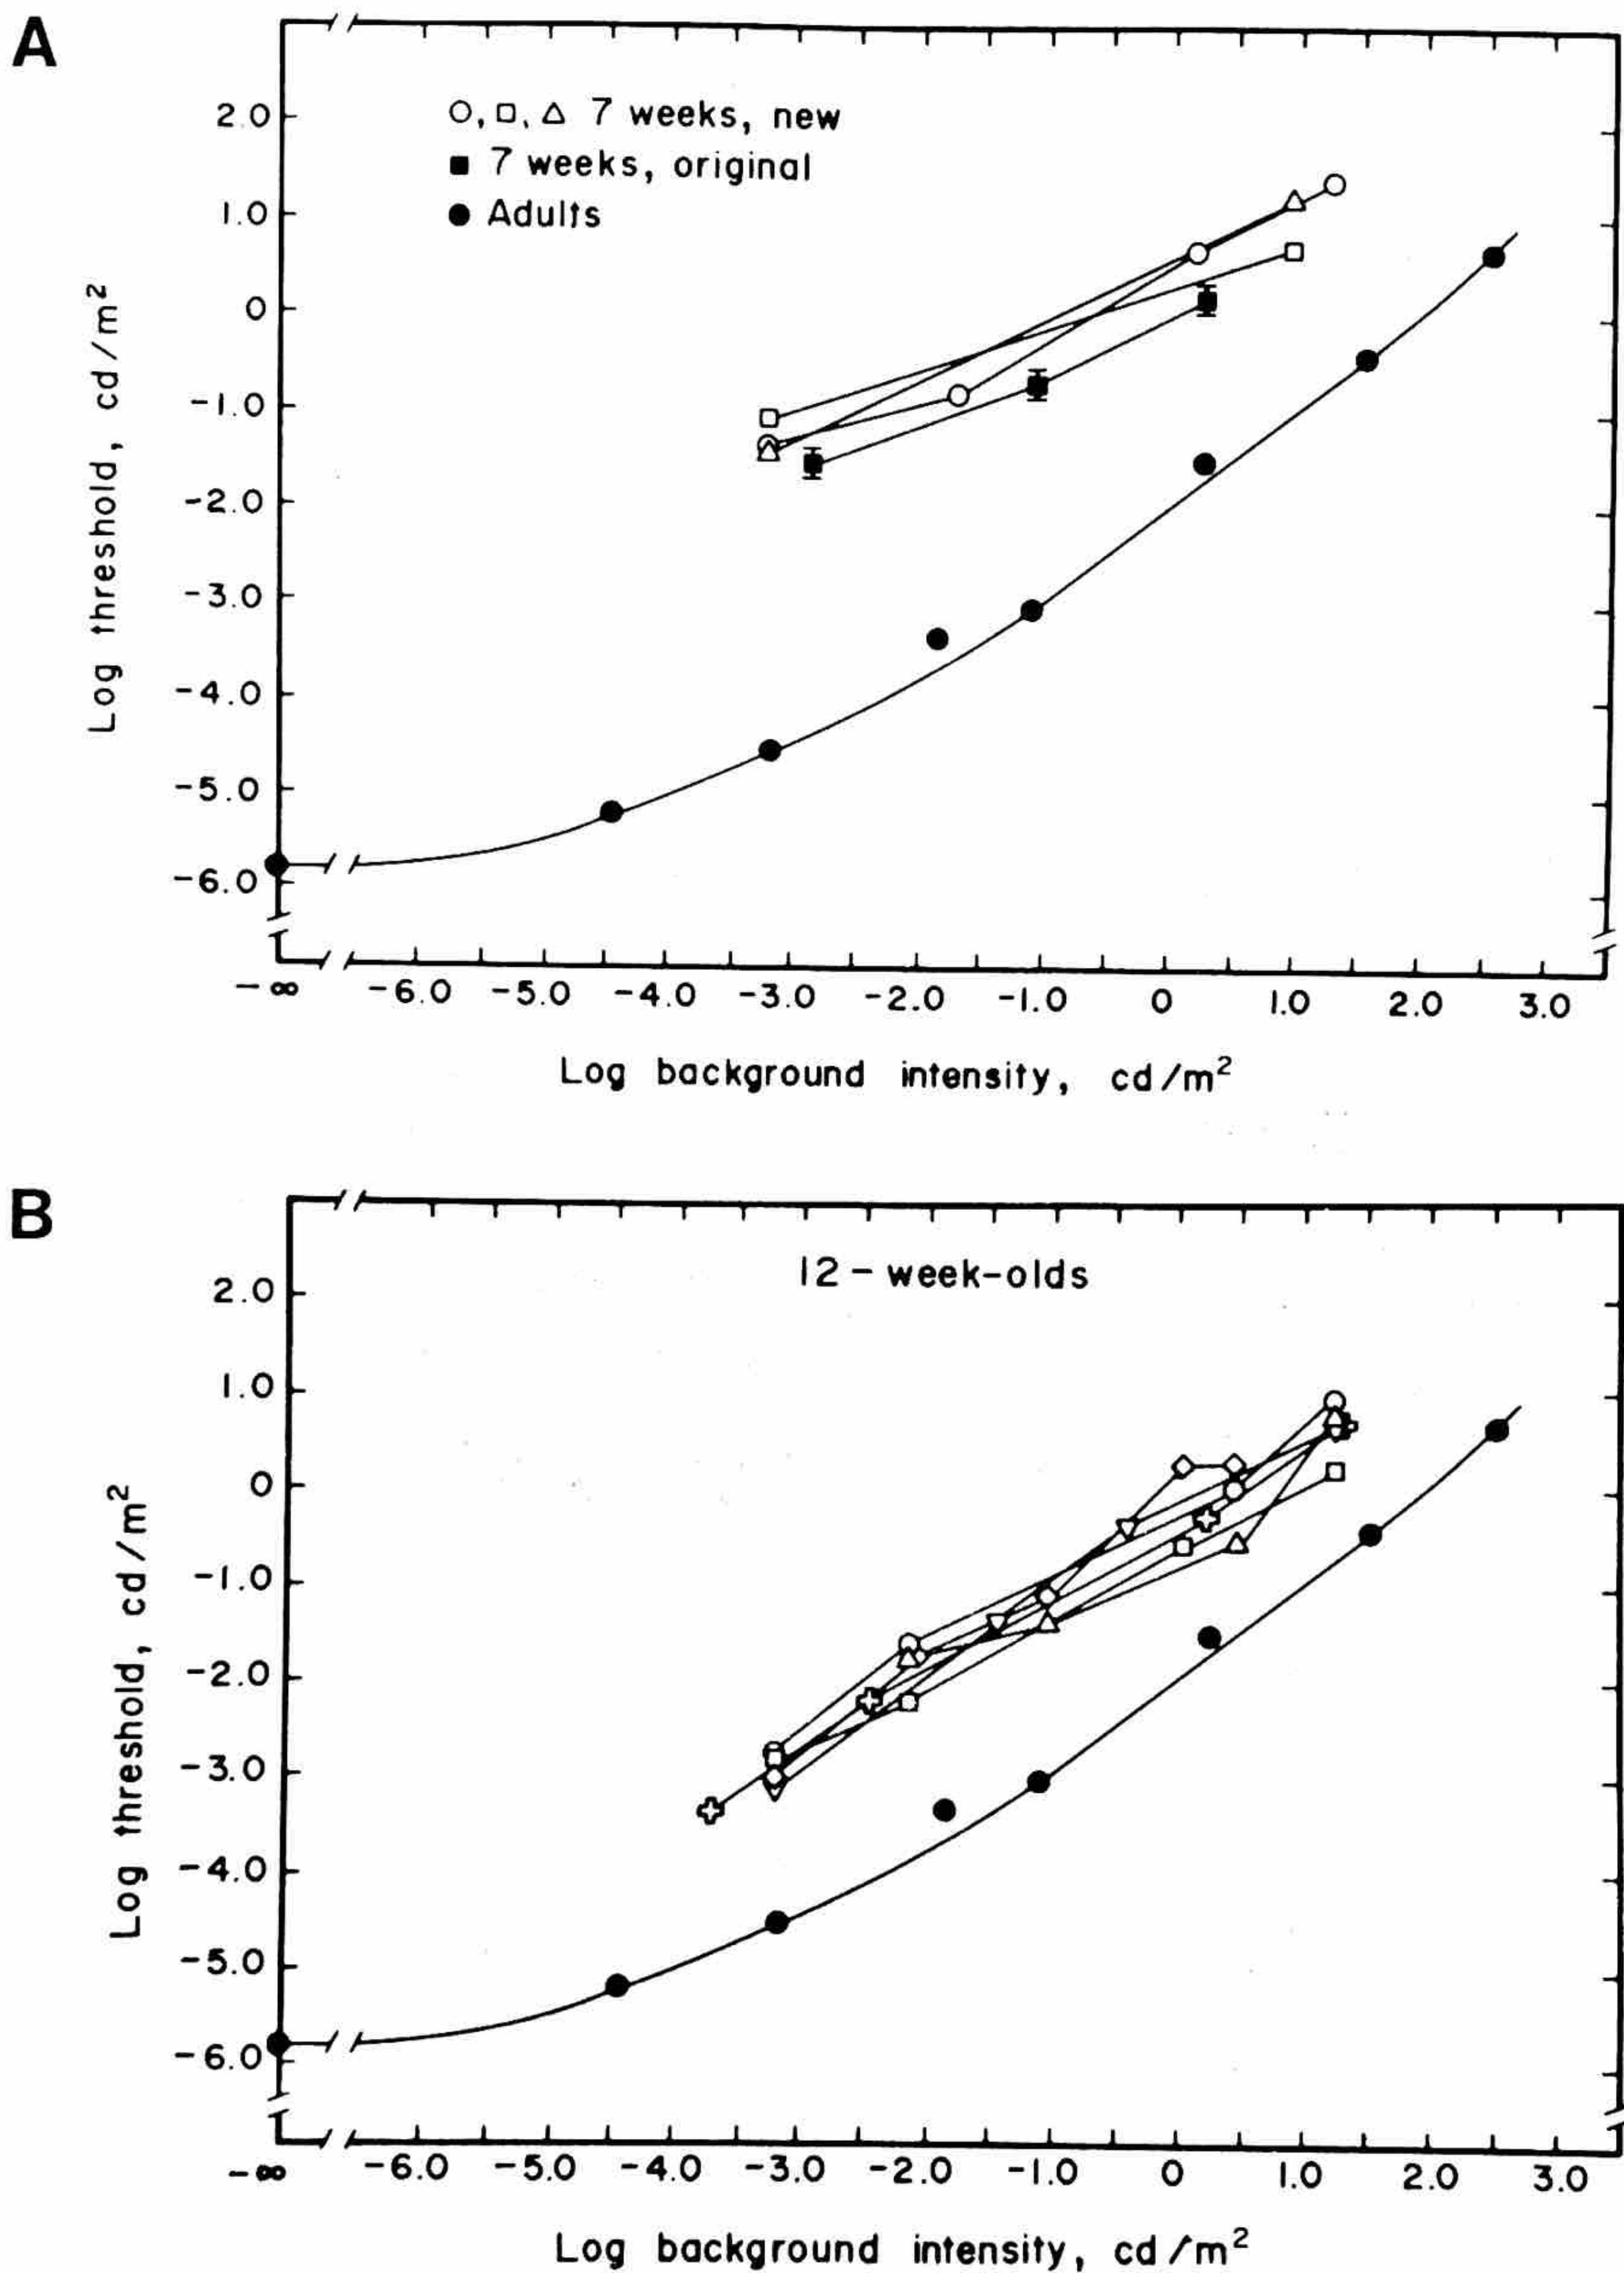 A
2.0
1.0
0
-1.0
-2.0
-3.0
-4.0
-5.0
-6.0
Log threshold, cd/m²
○, □, △ 7 weeks, new
■ 7 weeks, original
● Adults
-∞ -6.0 -5.0 -4.0 -3.0 -2.0 -1.0 0 1.0 2.0 3.0
Log background intensity, cd/m²
B
12-week-olds
2.0
1.0
0
-1.0
-2.0
-3.0
-4.0
-5.0
-6.0
Log threshold, cd/m²
-∞ -6.0 -5.0 -4.0 -3.0 -2.0 -1.0 0 1.0 2.0 3.0
Log background intensity, cd/m²